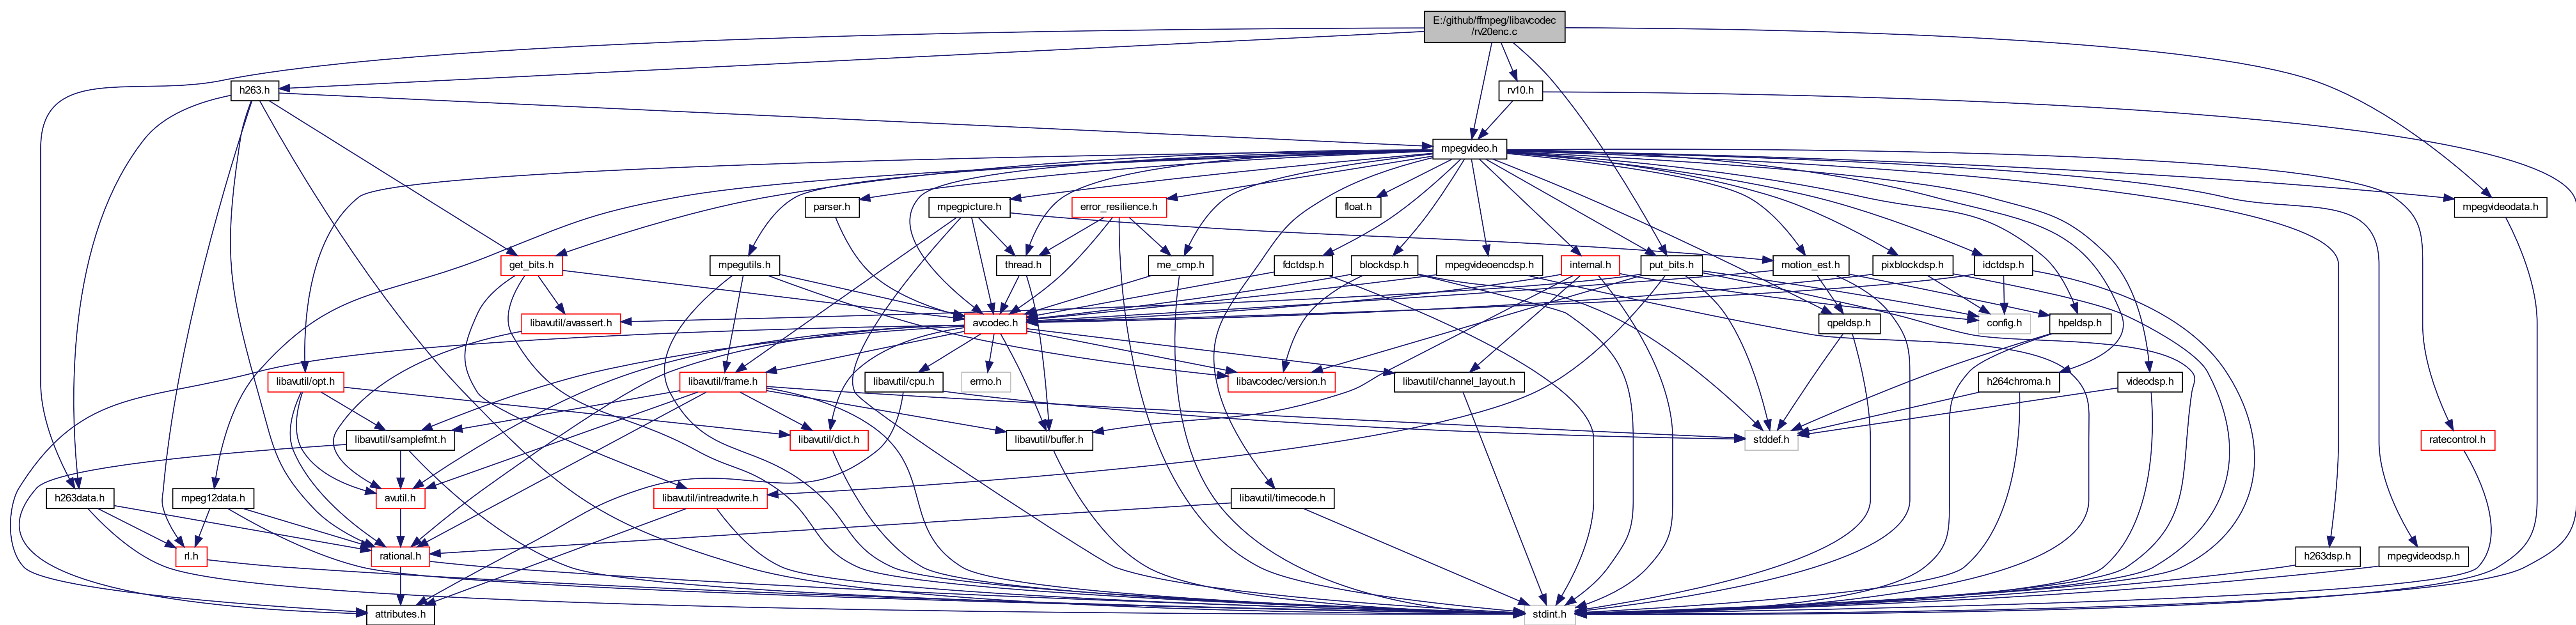 E:/github/ffmpeg/libavcodec
/rv20enc.c
h263.h
rv10.h
mpegvideo.h
parser.h
mpegpicture.h
error_resilience.h
float.h
mpegvideodata.h
get_bits.h
mpegutils.h
thread.h
me_cmp.h
fdctdsp.h
blockdsp.h
mpegvideoencdsp.h
internal.h
put_bits.h
motion_est.h
pixblockdsp.h
idctdsp.h
libavutil/avassert.h
avcodec.h
qpeldsp.h
config.h
hpeldsp.h
libavutil/opt.h
libavutil/frame.h
libavutil/cpu.h
errno.h
libavcodec/version.h
libavutil/channel_layout.h
h264chroma.h
videodsp.h
libavutil/samplefmt.h
libavutil/dict.h
libavutil/buffer.h
stddef.h
ratecontrol.h
h263data.h
mpeg12data.h
avutil.h
libavutil/intreadwrite.h
libavutil/timecode.h
rl.h
rational.h
h263dsp.h
mpegvideodsp.h
attributes.h
stdint.h